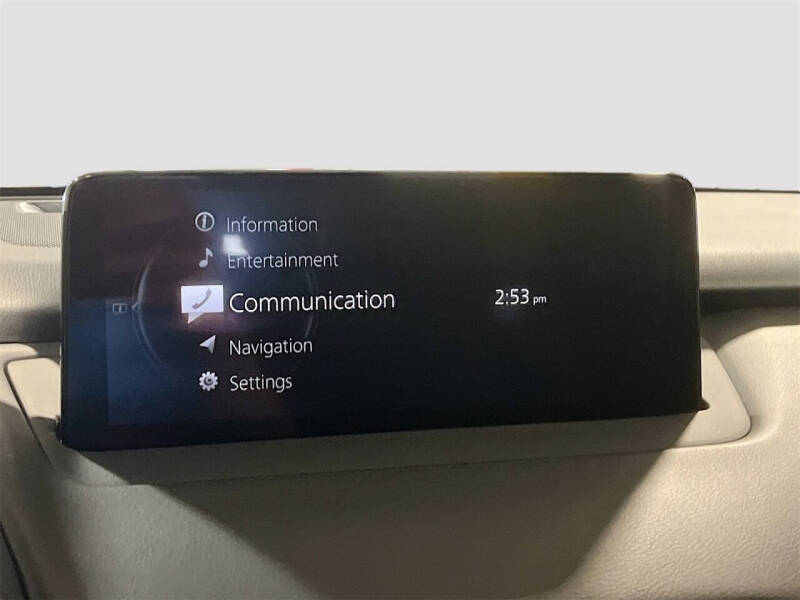 Information
Entertainment
Communication
2:53 pm
Navigation
Settings